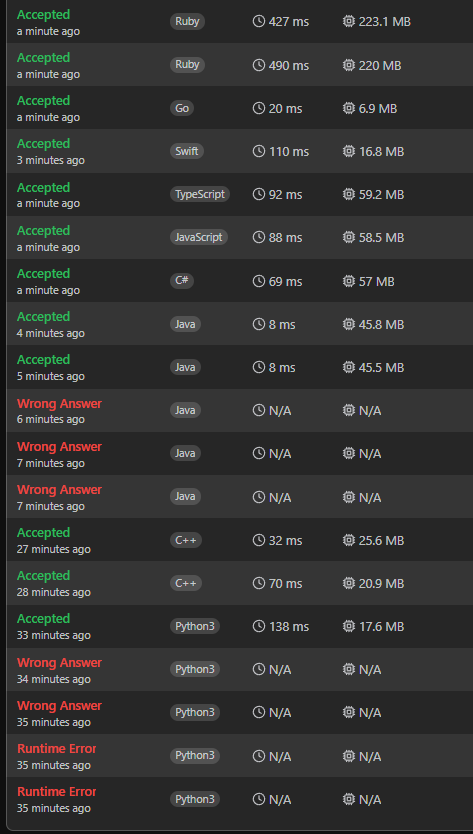 Accepted
a minute ago
Ruby
427 ms
223.1 MB
Accepted
a minute ago
Ruby
490 ms
220 MB
Accepted
a minute ago
Go
20 ms
6.9 MB
Accepted
3 minutes ago
Swift
110 ms
16.8 MB
Accepted
a minute ago
TypeScript
92 ms
59.2 MB
Accepted
a minute ago
JavaScript
88 ms
58.5 MB
Accepted
a minute ago
C#
69 ms
57 MB
Accepted
4 minutes ago
Java
8 ms
45.8 MB
Accepted
5 minutes ago
Java
8 ms
45.5 MB
Wrong Answer
6 minutes ago
Java
N/A
N/A
Wrong Answer
7 minutes ago
Java
N/A
N/A
Wrong Answer
7 minutes ago
Java
N/A
N/A
Accepted
27 minutes ago
C++
32 ms
25.6 MB
Accepted
28 minutes ago
C++
70 ms
20.9 MB
Accepted
33 minutes ago
Python3
138 ms
17.6 MB
Wrong Answer
34 minutes ago
Python3
N/A
N/A
Wrong Answer
35 minutes ago
Python3
N/A
N/A
Runtime Error
35 minutes ago
Python3
N/A
N/A
Runtime Error
35 minutes ago
Python3
N/A
N/A